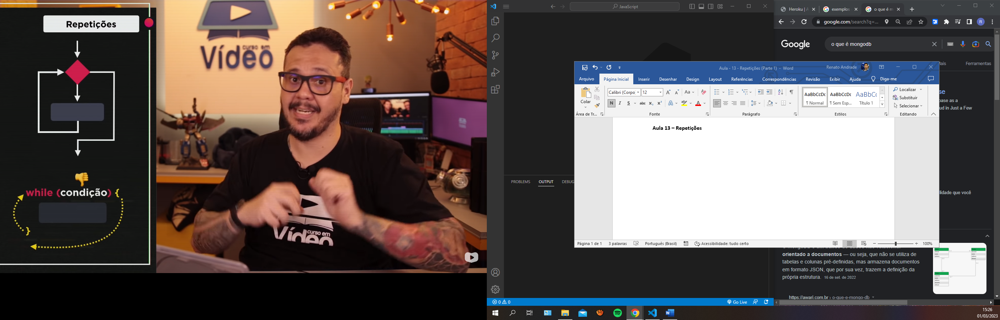 Repetições
while (condição) {
}
curso em
Vídeo
curso em
Vídeo
JavaScript
PROBLEMS OUTPUT DEBUG
0 0
Go Live
Heroku | A
exemplos
o que é m
google.com/search?q=...
R
Google
o que é mongodb
Mais
Ferramentas
se
base as a
ud in Just a Few
lidade que você
Aula - 13 - Repetições (Parte 1) - Word
Renato Andrade
Arquivo Página Inicial Inserir Desenhar Design Layout Referências Correspondências Revisão Exibir Ajuda Diga-me
Colar
Calibri (Corpo) 12
Aa
N I S abc x₂ x²
AaBbCcDc AaBbCcDc AaBbCc
¶ Normal ¶ Sem Esp... Título 1
Localizar
Substituir
Selecionar
Área de Tr... Fonte Parágrafo Estilos Editando
Aula 13 – Repetições
Página 1 de 1 3 palavras Português (Brasil) Acessibilidade: tudo certo 100%
orientado a documentos — ou seja, que não se utiliza de
tabelas e colunas pré-definidas, mas armazena documentos
em formato JSON, que por sua vez, trazem a definição da
própria estrutura. 16 de set. de 2022
https://awari.com.br › o-que-e-mongo-db
15:26
01/03/2023